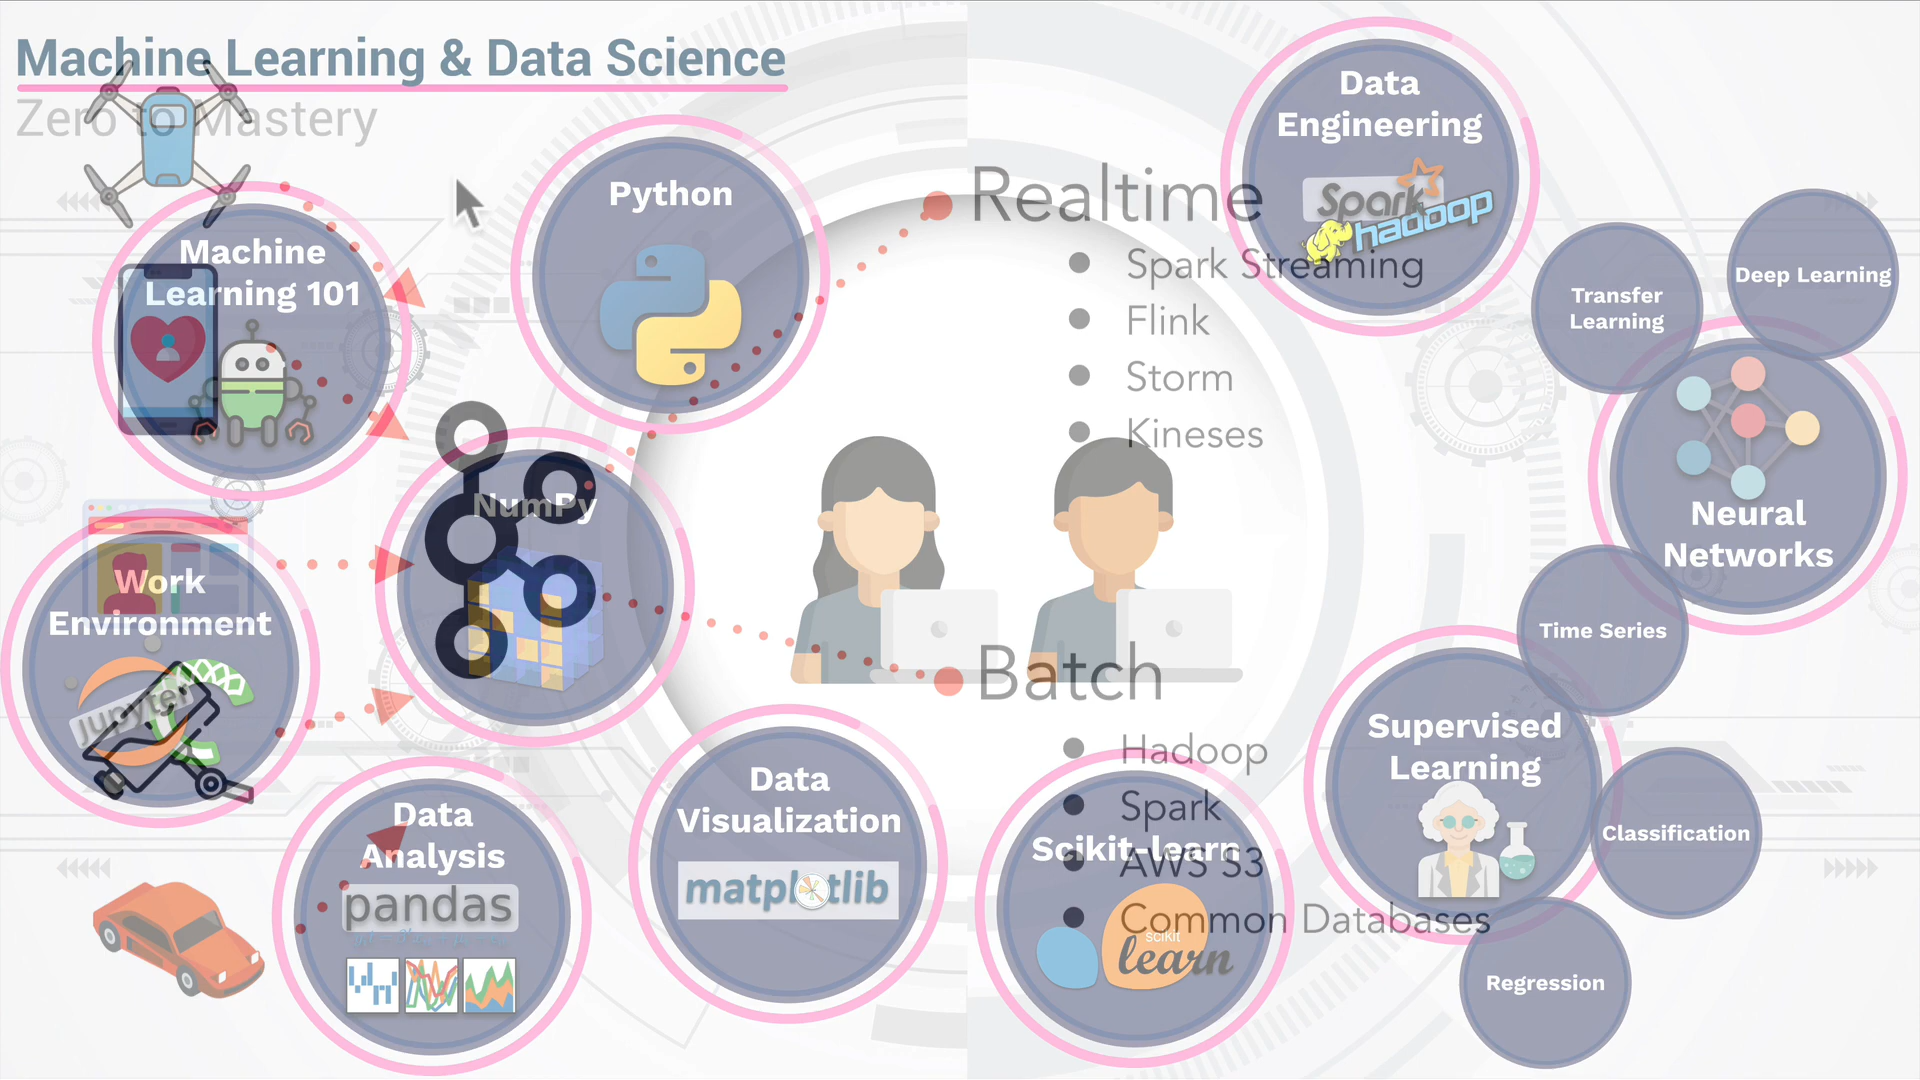 Machine Learning & Data Science
Zero to Mastery
Machine
Learning 101
Python
Realtime
Spark Streaming
Flink
Storm
Kineses
Data
Engineering
Spark
hadoop
Transfer
Learning
Deep Learning
Neural
Networks
NumPy
Work
Environment
jupyter
Time Series
Batch
Hadoop
Spark
AWS S3
Common Databases
Supervised
Learning
Classification
Regression
Data
Analysis
pandas
Data
Visualization
matplotlib
Scikit-learn
scikit
learn